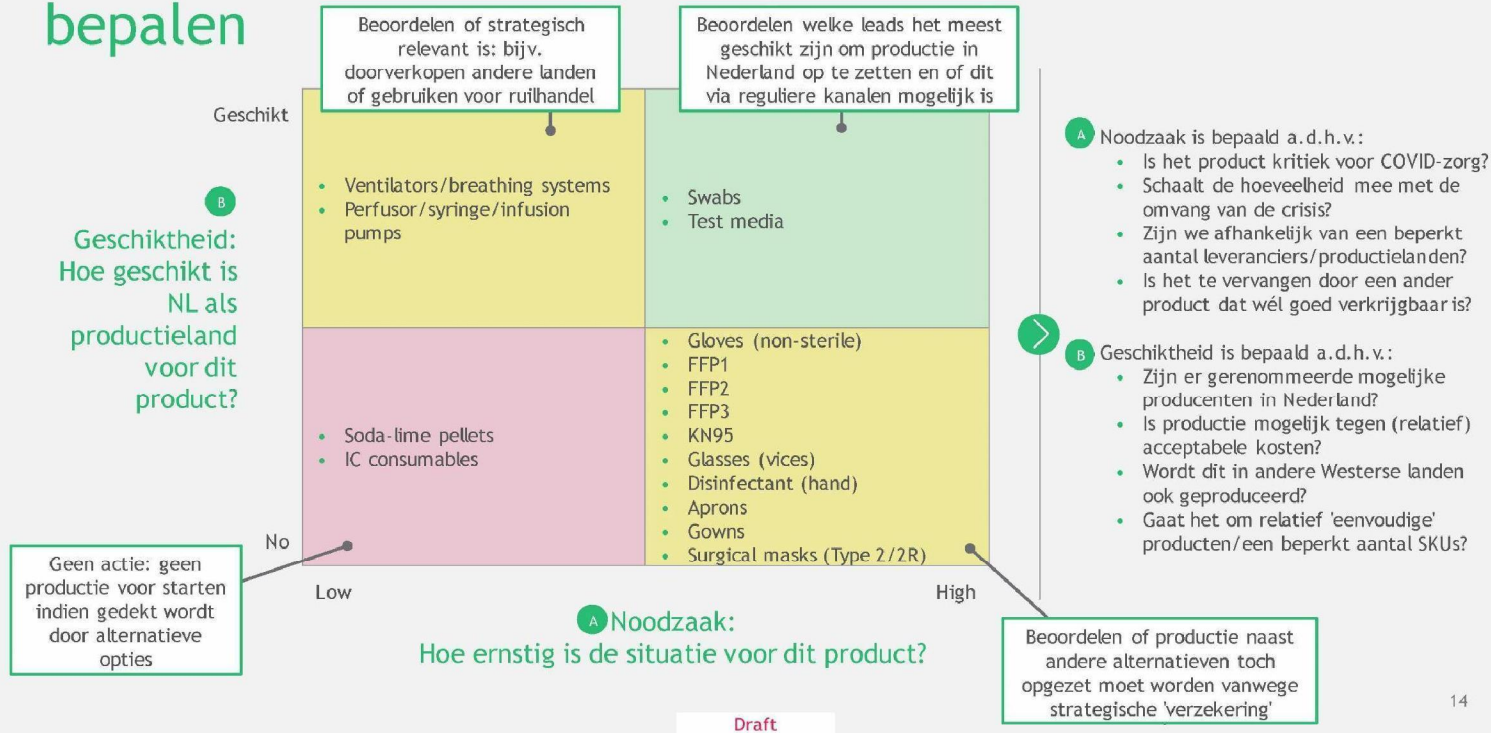 bepalen
Beoordelen of strategisch
relevant is: bijv.
doorverkopen andere landen
of gebruiken voor ruilhandel
Beoordelen welke leads het meest
geschikt zijn om productie in
Nederland op te zetten en of dit
via reguliere kanalen mogelijk is
Geschikt
B
Geschiktheid:
Hoe geschikt is
NL als
productieland
voor dit
product?
• Ventilators/breathing systems
• Perfusor/syringe/infusion
pumps
• Swabs
• Test media
• Soda-lime pellets
• IC consumables
• Gloves (non-sterile)
• FFP1
• FFP2
• FFP3
• KN95
• Glasses (vices)
• Disinfectant (hand)
• Aprons
• Gowns
• Surgical masks (Type 2/2R)
No
Low
High
Geen actie: geen
productie voor starten
indien gedekt wordt
door alternatieve
opties
A Noodzaak:
Hoe ernstig is de situatie voor dit product?
Beoordelen of productie naast
andere alternatieven toch
opgezet moet worden vanwege
strategische 'verzekering'
A Noodzaak is bepaald a.d.h.v.:
• Is het product kritiek voor COVID-zorg?
• Schaalt de hoeveelheid mee met de
omvang van de crisis?
• Zijn we afhankelijk van een beperkt
aantal leveranciers/productielanden?
• Is het te vervangen door een ander
product dat wél goed verkrijgbaar is?
B Geschiktheid is bepaald a.d.h.v.:
• Zijn er gerenommeerde mogelijke
producenten in Nederland?
• Is productie mogelijk tegen (relatief)
acceptabele kosten?
• Wordt dit in andere Westerse landen
ook geproduceerd?
• Gaat het om relatief 'eenvoudige'
producten/een beperkt aantal SKUs?
Draft
14